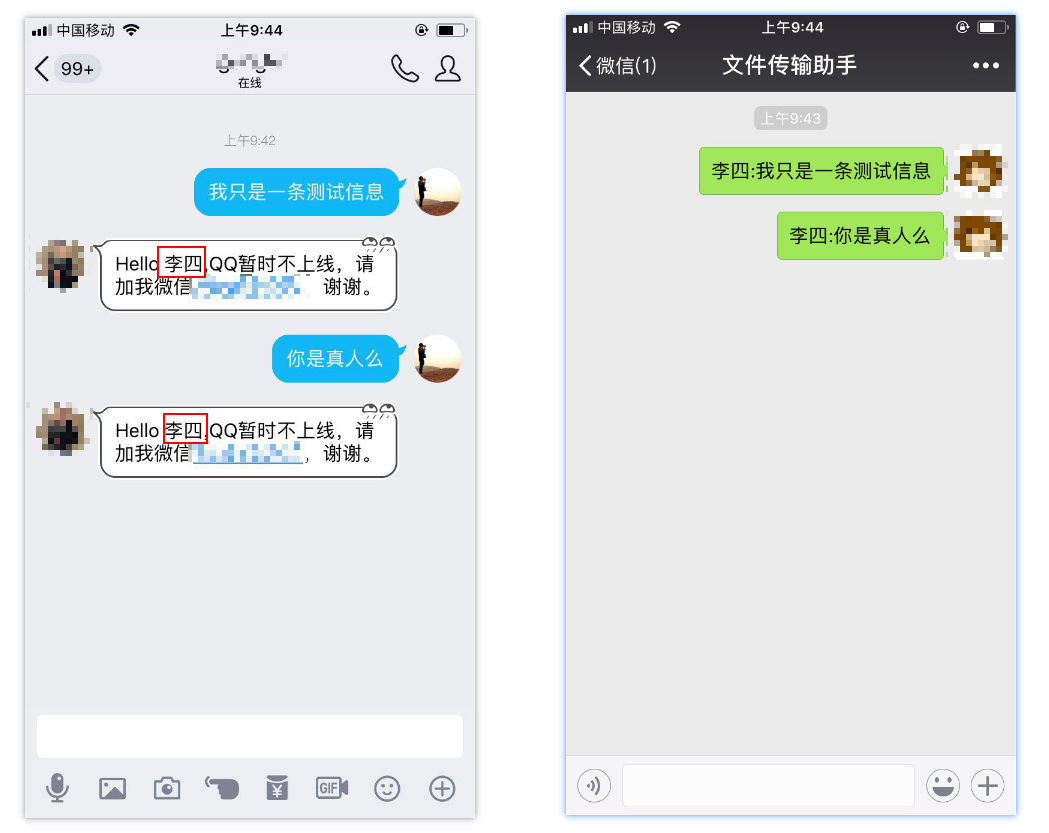 中国移动 上午9:44
99+
在线
上午9:42
我只是一条测试信息
Hello 李四,QQ暂时不上线，请
加我微信 谢谢。
你是真人么
Hello 李四,QQ暂时不上线，请
加我微信 ，谢谢。
GIF
中国移动 上午9:44
微信(1) 文件传输助手
上午9:43
李四:我只是一条测试信息
李四:你是真人么